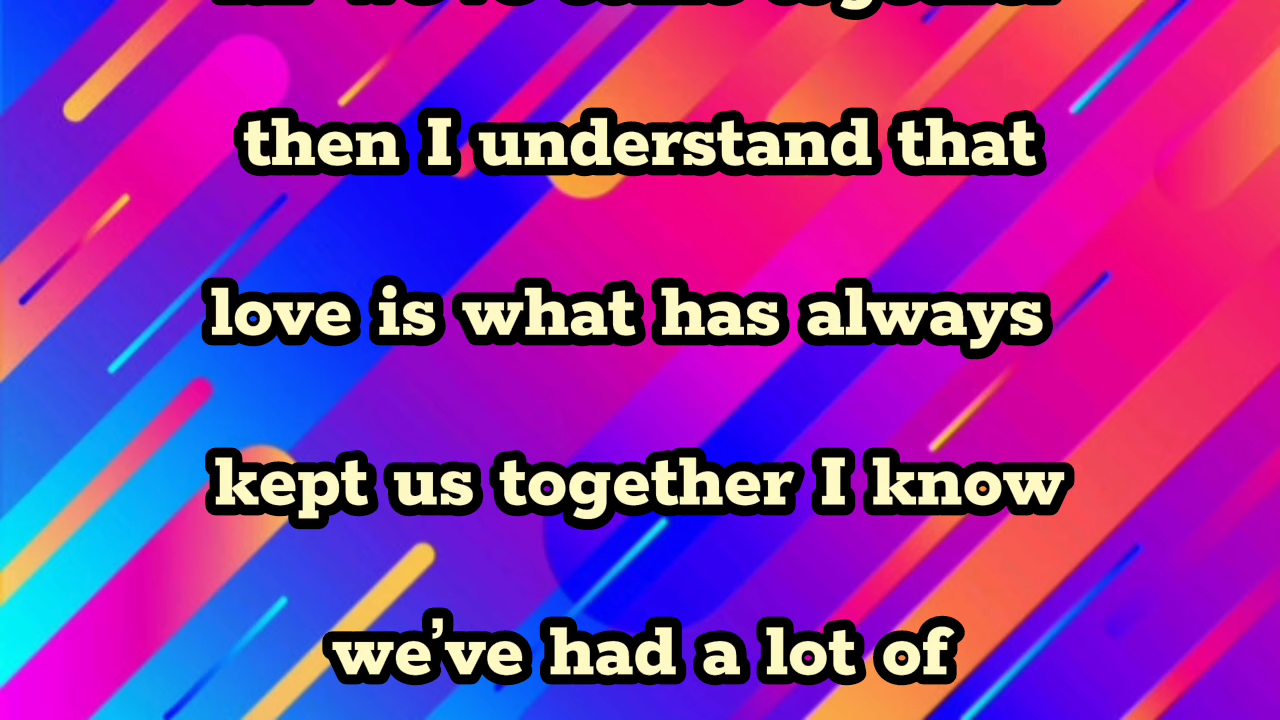 then I understand that
love is what has always
kept us together I know
we've had a lot of